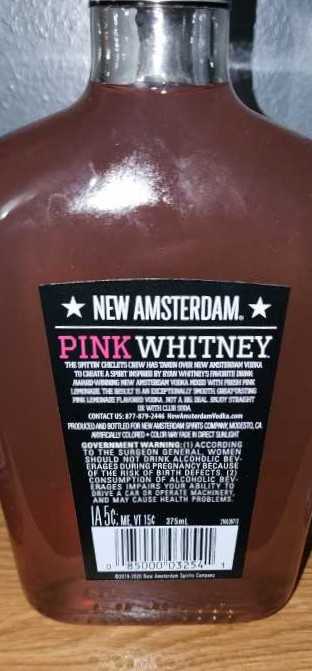 ★ NEW AMSTERDAM® ★
PINK WHITNEY
THE SPITTIN' CHICLETS CREW HAS TAKEN OVER NEW AMSTERDAM VODKA
TO CREATE A SPIRIT INSPIRED BY RYAN WHITNEY'S FAVORITE DRINK
AWARD-WINNING NEW AMSTERDAM VODKA MIXED WITH FRESH PINK
LEMONADE. THE RESULT IS AN EXCEPTIONALLY SMOOTH, GREAT-TASTING
PINK LEMONADE FLAVORED VODKA. NOT A BIG DEAL. ENJOY STRAIGHT
OR WITH CLUB SODA.
CONTACT US: 877-879-2446 NewAmsterdamVodka.com
PRODUCED AND BOTTLED FOR NEW AMSTERDAM SPIRITS COMPANY, MODESTO, CA
ARTIFICIALLY COLORED • COLOR MAY FADE IN DIRECT SUNLIGHT
GOVERNMENT WARNING: (1) ACCORDING
TO THE SURGEON GENERAL, WOMEN
SHOULD NOT DRINK ALCOHOLIC BEV-
ERAGES DURING PREGNANCY BECAUSE
OF THE RISK OF BIRTH DEFECTS. (2)
CONSUMPTION OF ALCOHOLIC BEV-
ERAGES IMPAIRS YOUR ABILITY TO
DRIVE A CAR OR OPERATE MACHINERY,
AND MAY CAUSE HEALTH PROBLEMS.
IA 5¢, ME, VT 15¢ 375mL
0 85000 03254 1
©2019-2020 New Amsterdam Spirits Company